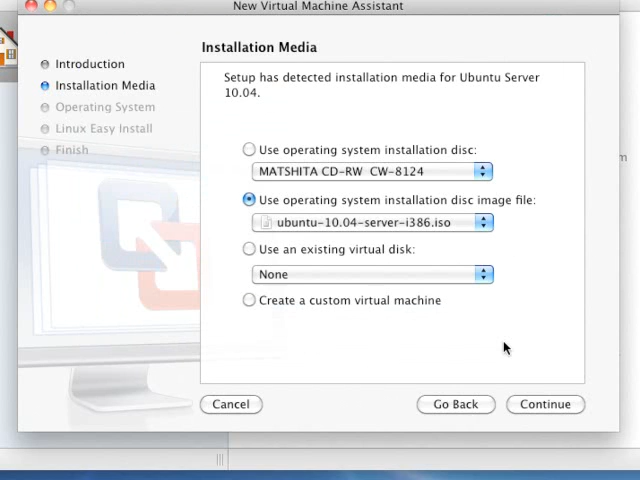 New Virtual Machine Assistant
Installation Media
Introduction
Installation Media
Operating System
Linux Easy Install
Finish
Setup has detected installation media for Ubuntu Server
10.04.
Use operating system installation disc:
MATSHITA CD-RW CW-8124
Use operating system installation disc image file:
ubuntu-10.04-server-i386.iso
Use an existing virtual disk:
None
Create a custom virtual machine
Cancel
Go Back
Continue
m